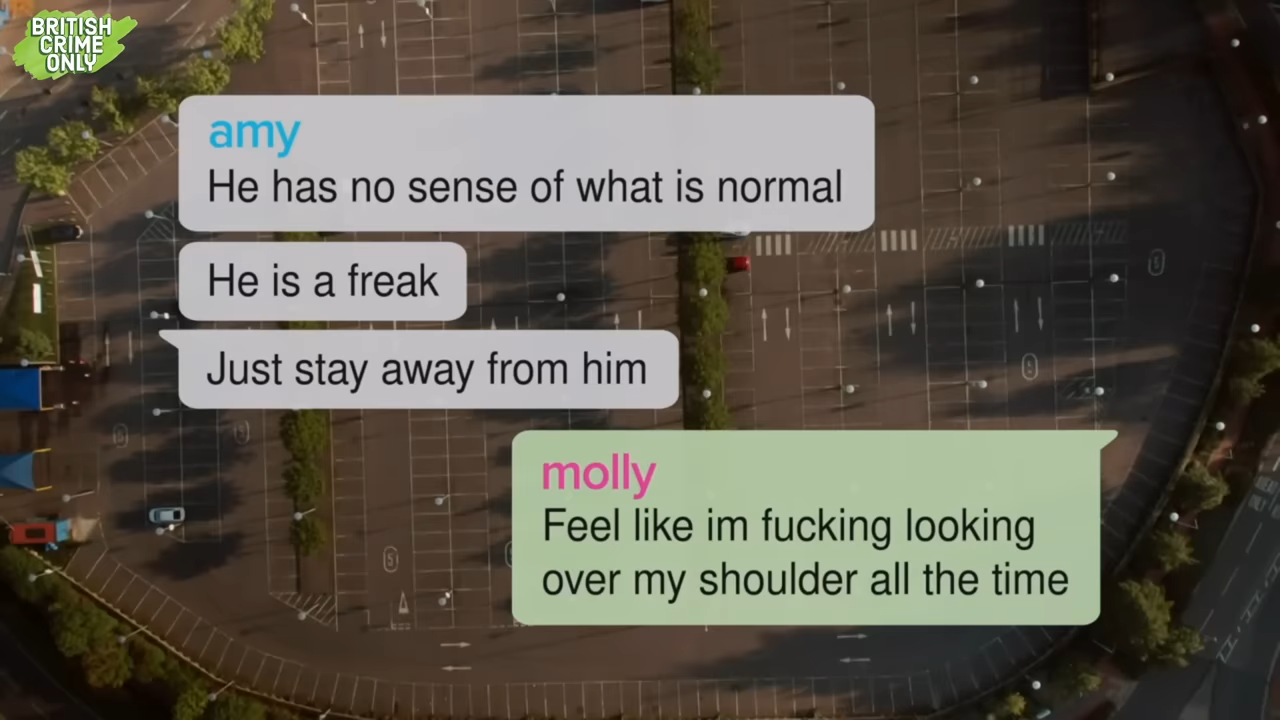 BRITISH
CRIME
ONLY
amy
He has no sense of what is normal
He is a freak
Just stay away from him
molly
Feel like im fucking looking
over my shoulder all the time